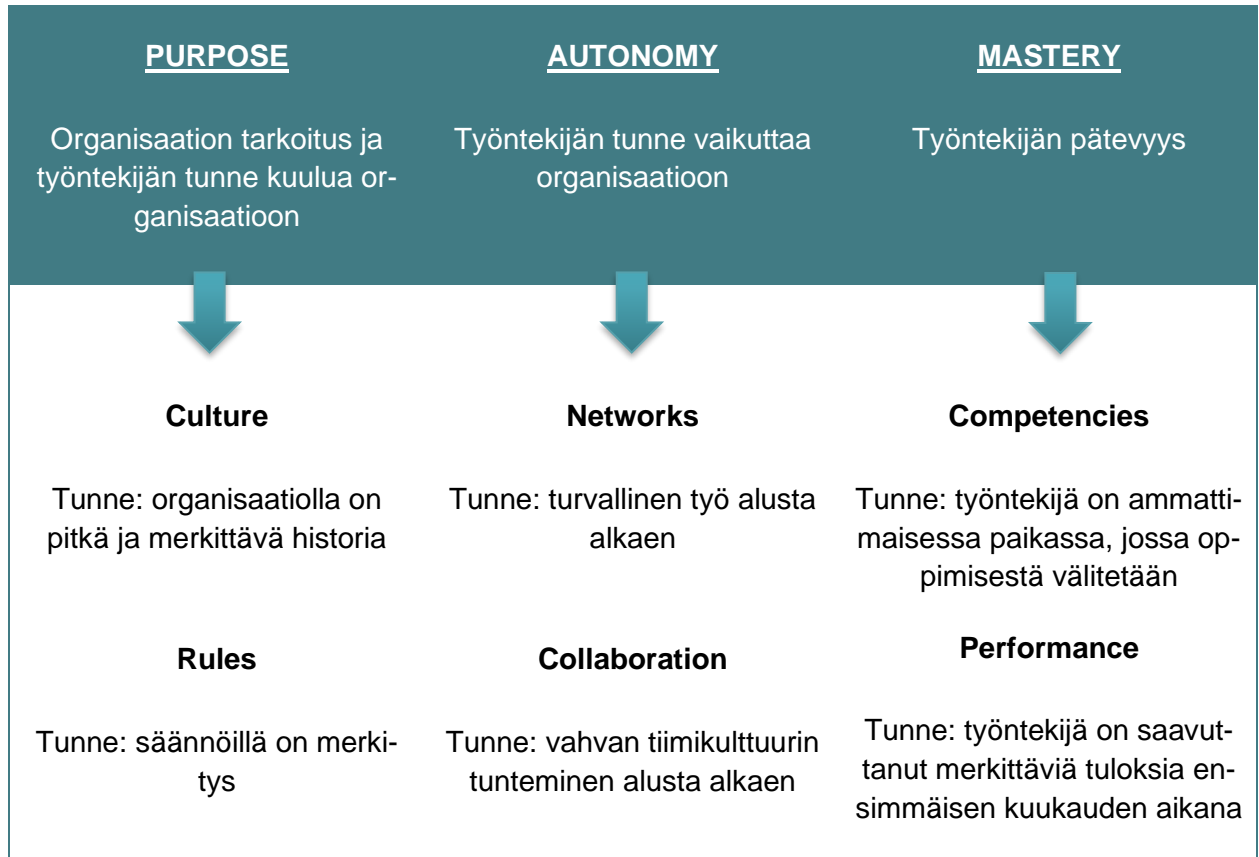 PURPOSE
Organisaation tarkoitus ja
työntekijän tunne kuulua or-
ganisaatioon
AUTONOMY
Työntekijän tunne vaikuttaa
organisaatioon
MASTERY
Työntekijän pätevyys
Culture
Tunne: organisaatiolla on
pitkä ja merkittävä historia
Rules
Tunne: säännöillä on merki-
tys
Networks
Tunne: turvallinen työ alusta
alkaen
Collaboration
Tunne: vahvan tiimikulttuurin
tunteminen alusta alkaen
Competencies
Tunne: työntekijä on ammatti-
maisessa paikassa, jossa op-
pimisestä välitetään
Performance
Tunne: työntekijä on saavut-
tanut merkittäviä tuloksia en-
simmäisen kuukauden aikana